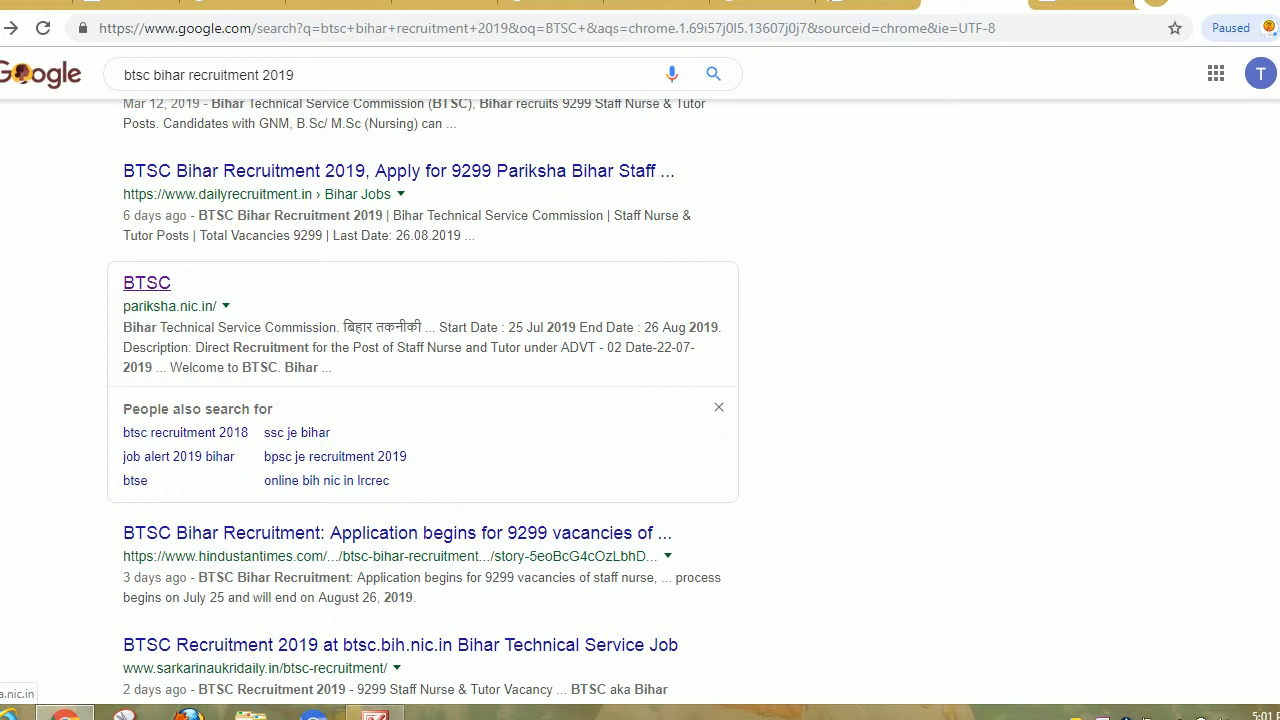 https://www.google.com/search?q=btsc+bihar+recruitment+2019&oq=BTSC+&aqs=chrome.1.69i57j0l5.13607j0j7&sourceid=chrome&ie=UTF-8
Paused
Google
btsc bihar recruitment 2019
T
Mar 12, 2019 - Bihar Technical Service Commission (BTSC), Bihar recruits 9299 Staff Nurse & Tutor
Posts. Candidates with GNM, B.Sc/ M.Sc (Nursing) can ...
BTSC Bihar Recruitment 2019, Apply for 9299 Pariksha Bihar Staff ...
https://www.dailyrecruitment.in › Bihar Jobs
6 days ago - BTSC Bihar Recruitment 2019 | Bihar Technical Service Commission | Staff Nurse &
Tutor Posts | Total Vacancies 9299 | Last Date: 26.08.2019 ...
BTSC
pariksha.nic.in/
Bihar Technical Service Commission. बिहार तकनीकी ... Start Date : 25 Jul 2019 End Date : 26 Aug 2019.
Description: Direct Recruitment for the Post of Staff Nurse and Tutor under ADVT - 02 Date-22-07-
2019 ... Welcome to BTSC. Bihar ...
People also search for
btsc recruitment 2018 ssc je bihar
job alert 2019 bihar bpsc je recruitment 2019
btse online bih nic in lrcrec
BTSC Bihar Recruitment: Application begins for 9299 vacancies of ...
https://www.hindustantimes.com/.../btsc-bihar-recruitment.../story-5eoBcG4cOzLbhD...
3 days ago - BTSC Bihar Recruitment: Application begins for 9299 vacancies of staff nurse, ... process
begins on July 25 and will end on August 26, 2019.
BTSC Recruitment 2019 at btsc.bih.nic.in Bihar Technical Service Job
www.sarkarinaukridaily.in/btsc-recruitment/
2 days ago - BTSC Recruitment 2019 - 9299 Staff Nurse & Tutor Vacancy ... BTSC aka Bihar
a.nic.in
5:01